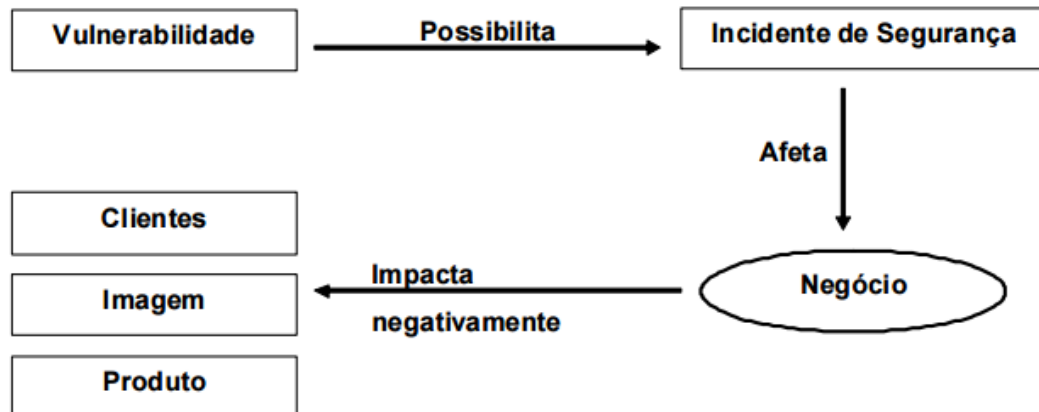 Vulnerabilidade
Possibilita
Incidente de Segurança
Afeta
Negócio
Impacta
negativamente
Clientes
Imagem
Produto